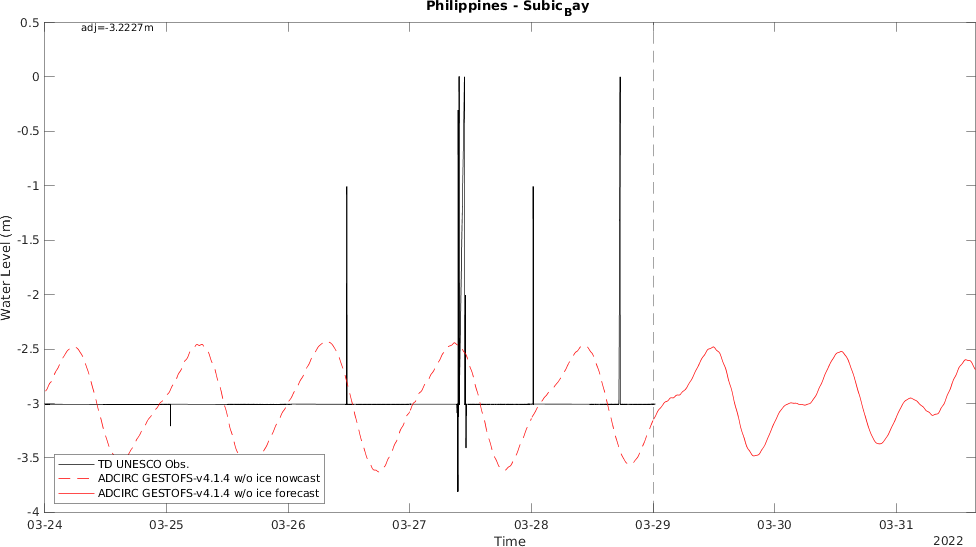 Philippines - Subic_Bay
adj=-3.2227m
0.5
0
-0.5
-1
-1.5
-2
-2.5
-3
-3.5
-4
Water Level (m)
TD UNESCO Obs.
ADCIRC GESTOFS-v4.1.4 w/o ice nowcast
ADCIRC GESTOFS-v4.1.4 w/o ice forecast
03-24 03-25 03-26 03-27 03-28 03-29 03-30 03-31
Time
2022